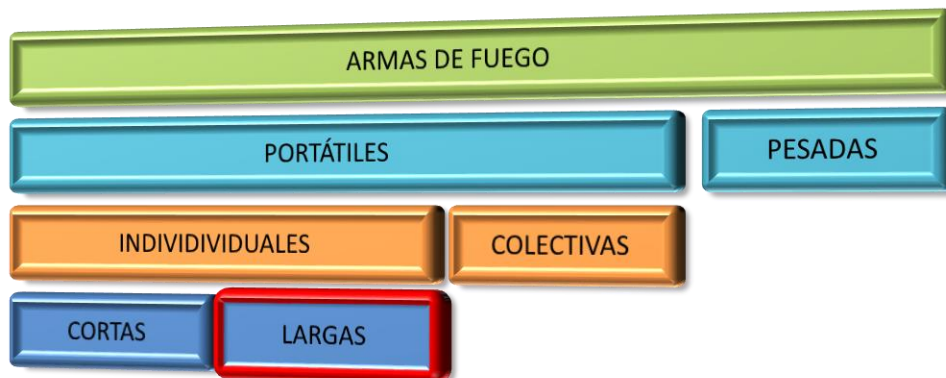 ARMAS DE FUEGO
PORTÁTILES
PESADAS
INDIVIDIVIDUALES
COLECTIVAS
CORTAS
LARGAS